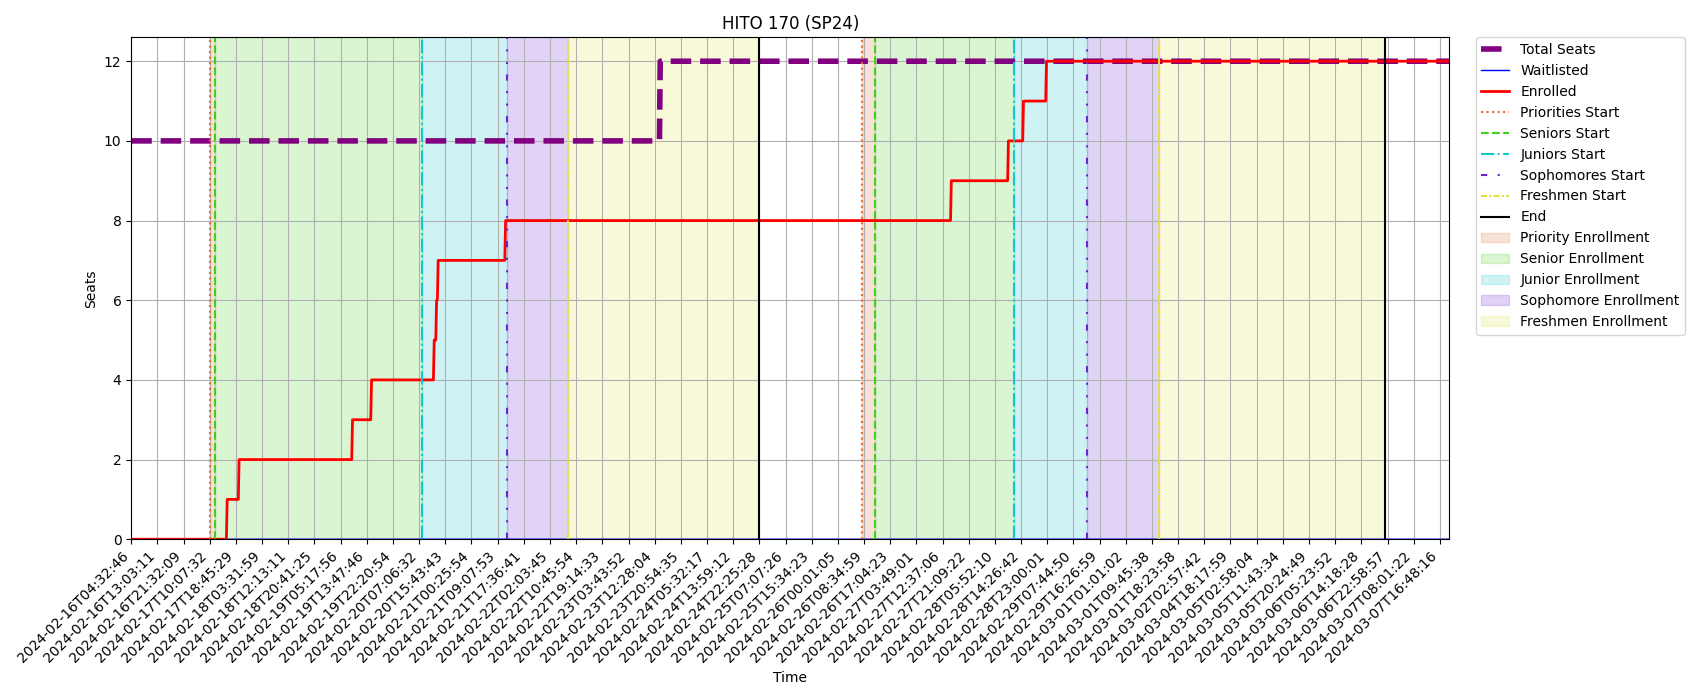 HITO 170 (SP24)
Seats
12
10
8
6
4
2
0
2024-02-16T04:32:46
2024-02-16T13:03:11
2024-02-16T21:32:09
2024-02-17T10:07:32
2024-02-17T18:45:29
2024-02-18T03:31:59
2024-02-18T12:13:11
2024-02-18T20:41:25
2024-02-19T05:17:56
2024-02-19T13:47:46
2024-02-19T22:20:54
2024-02-20T07:06:32
2024-02-20T15:43:43
2024-02-21T00:25:54
2024-02-21T09:07:53
2024-02-21T17:36:41
2024-02-22T02:03:45
2024-02-22T10:45:54
2024-02-22T19:14:33
2024-02-23T03:43:52
2024-02-23T12:28:04
2024-02-23T20:54:35
2024-02-24T05:32:17
2024-02-24T13:59:12
2024-02-24T22:25:28
2024-02-25T07:07:26
2024-02-25T15:34:23
2024-02-26T00:01:05
2024-02-26T08:34:59
2024-02-26T17:04:23
2024-02-27T03:49:01
2024-02-27T12:37:06
2024-02-27T21:09:22
2024-02-28T05:52:10
2024-02-28T14:26:42
2024-02-28T23:00:01
2024-02-29T07:44:50
2024-02-29T16:26:59
2024-03-01T01:01:02
2024-03-01T09:45:38
2024-03-01T18:23:58
2024-03-02T02:57:42
2024-03-04T18:17:59
2024-03-05T02:58:04
2024-03-05T11:43:34
2024-03-05T20:24:49
2024-03-06T05:23:52
2024-03-06T14:18:28
2024-03-06T22:58:57
2024-03-07T08:01:22
2024-03-07T16:48:16
Time
Total Seats
Waitlisted
Enrolled
Priorities Start
Seniors Start
Juniors Start
Sophomores Start
Freshmen Start
End
Priority Enrollment
Senior Enrollment
Junior Enrollment
Sophomore Enrollment
Freshmen Enrollment